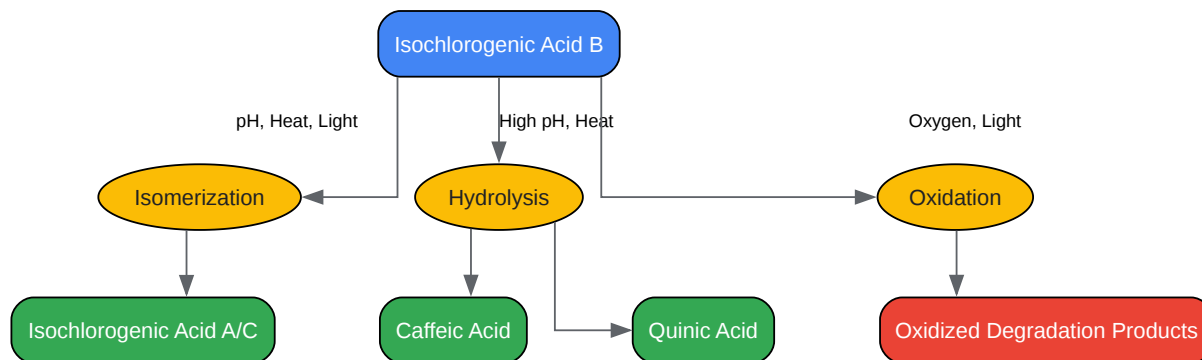 Isochlorogenic Acid B
pH, Heat, Light
High pH, Heat
Oxygen, Light
Isomerization
Hydrolysis
Oxidation
Isochlorogenic Acid A/C
Caffeic Acid
Quinic Acid
Oxidized Degradation Products